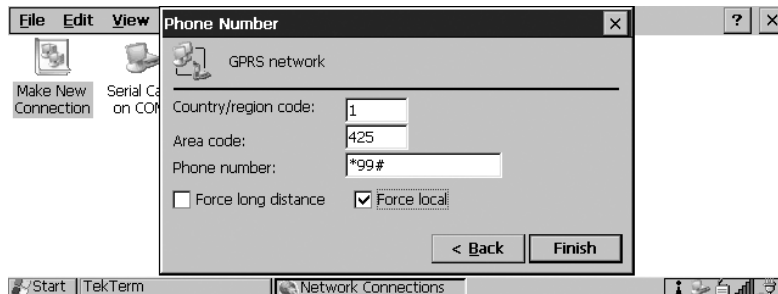 File Edit View
Phone Number
×
? ×
GPRS network
Make New Connection
Serial Ca
on COM
Country/region code: 1
Area code: 425
Phone number: *99#
Force long distance
Force local
< Back
Finish
Start
TekTerm
Network Connections